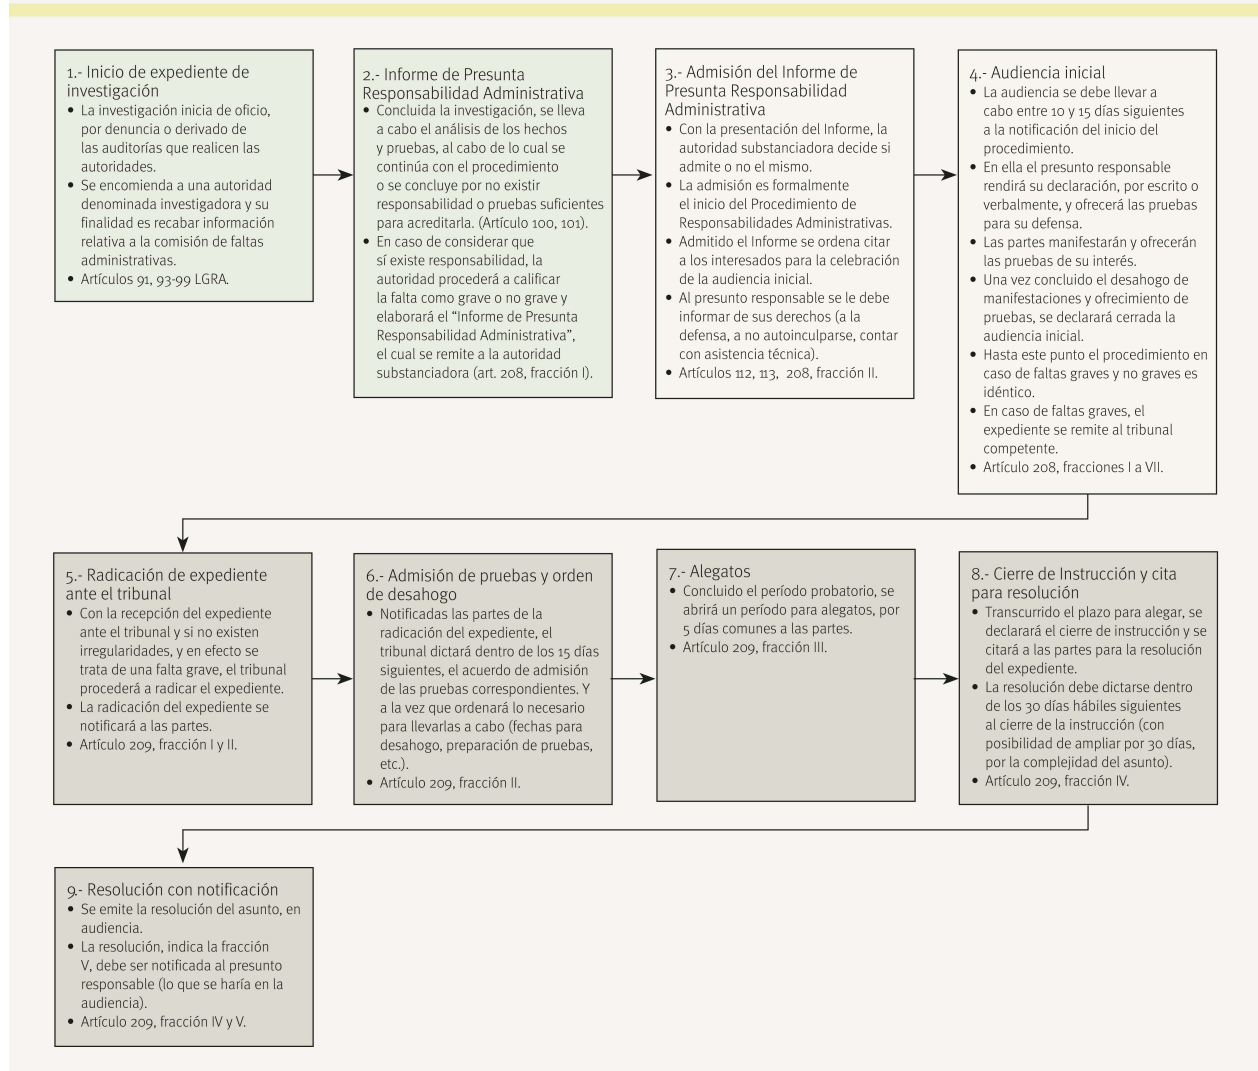 1.- Inicio de expediente de
investigación
• La investigación inicia de oficio,
por denuncia o derivado de
las auditorías que realicen las
autoridades.
• Se encomienda a una autoridad
denominada investigadora y su
finalidad es recabar información
relativa a la comisión de faltas
administrativas.
• Artículos 91, 93-99 LGRA.
2.- Informe de Presunta
Responsabilidad Administrativa
• Concluida la investigación, se lleva
a cabo el análisis de los hechos
y pruebas, al cabo de lo cual se
continúa con el procedimiento
o se concluye por no existir
responsabilidad o pruebas suficientes
para acreditarla. (Artículo 100, 101).
• En caso de considerar que
sí existe responsabilidad, la
autoridad procederá a calificar
la falta como grave o no grave y
elaborará el “Informe de Presunta
Responsabilidad Administrativa”,
el cual se remite a la autoridad
substanciadora (art. 208, fracción I).
3.- Admisión del Informe de
Presunta Responsabilidad
Administrativa
• Con la presentación del Informe, la
autoridad substanciadora decide si
admite o no el mismo.
• La admisión es formalmente
el inicio del Procedimiento de
Responsabilidades Administrativas.
• Admitido el Informe se ordena citar
a los interesados para la celebración
de la audiencia inicial.
• Al presunto responsable se le debe
informar de sus derechos (a la
defensa, a no autoinculparse, contar
con asistencia técnica).
• Artículos 112, 113, 208, fracción II.
4.- Audiencia inicial
• La audiencia se debe llevar a
cabo entre 10 y 15 días siguientes
a la notificación del inicio del
procedimiento.
• En ella el presunto responsable
rendirá su declaración, por escrito o
verbalmente, y ofrecerá las pruebas
para su defensa.
• Las partes manifestarán y ofrecerán
las pruebas de su interés.
• Una vez concluido el desahogo de
manifestaciones y ofrecimiento de
pruebas, se declarará cerrada la
audiencia inicial.
• Hasta este punto el procedimiento en
caso de faltas graves y no graves es
idéntico.
• En caso de faltas graves, el
expediente se remite al tribunal
competente.
• Artículo 208, fracciones I a VII.
5.- Radicación de expediente
ante el tribunal
• Con la recepción del expediente
ante el tribunal y si no existen
irregularidades, y en efecto se
trata de una falta grave, el tribunal
procederá a radicar el expediente.
• La radicación del expediente se
notificará a las partes.
• Artículo 209, fracción I y II.
6.- Admisión de pruebas y orden
de desahogo
• Notificadas las partes de la
radicación del expediente, el
tribunal dictará dentro de los 15 días
siguientes, el acuerdo de admisión
de las pruebas correspondientes. Y
a la vez que ordenará lo necesario
para llevarlas a cabo (fechas para
desahogo, preparación de pruebas,
etc.).
• Artículo 209, fracción II.
7.- Alegatos
• Concluido el período probatorio, se
abrirá un período para alegatos, por
5 días comunes a las partes.
• Artículo 209, fracción III.
8.- Cierre de Instrucción y cita
para resolución
• Transcurrido el plazo para alegar, se
declarará el cierre de instrucción y se
citará a las partes para la resolución
del expediente.
• La resolución debe dictarse dentro
de los 30 días hábiles siguientes
al cierre de la instrucción (con
posibilidad de ampliar por 30 días,
por la complejidad del asunto).
• Artículo 209, fracción IV.
9.- Resolución con notificación
• Se emite la resolución del asunto, en
audiencia.
• La resolución, indica la fracción
V, debe ser notificada al presunto
responsable (lo que se haría en la
audiencia).
• Artículo 209, fracción IV y V.